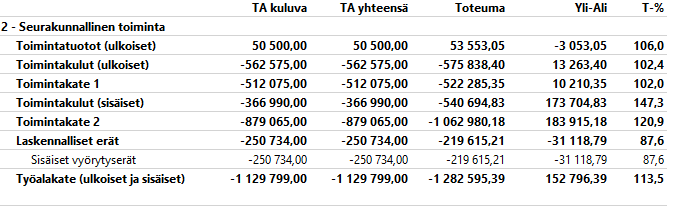 TA kuluva TA yhteensä Toteuma Yli-Ali T-%
2 - Seurakunnallinen toiminta
Toimintatuotot (ulkoiset) 50 500,00 50 500,00 53 553,05 -3 053,05 106,0
Toimintakulut (ulkoiset) -562 575,00 -562 575,00 -575 838,40 13 263,40 102,4
Toimintakate 1 -512 075,00 -512 075,00 -522 285,35 10 210,35 102,0
Toimintakulut (sisäiset) -366 990,00 -366 990,00 -540 694,83 173 704,83 147,3
Toimintakate 2 -879 065,00 -879 065,00 -1 062 980,18 183 915,18 120,9
Laskennalliset erät -250 734,00 -250 734,00 -219 615,21 -31 118,79 87,6
Sisäiset vyörytyserät -250 734,00 -250 734,00 -219 615,21 -31 118,79 87,6
Työalakate (ulkoiset ja sisäiset) -1 129 799,00 -1 129 799,00 -1 282 595,39 152 796,39 113,5